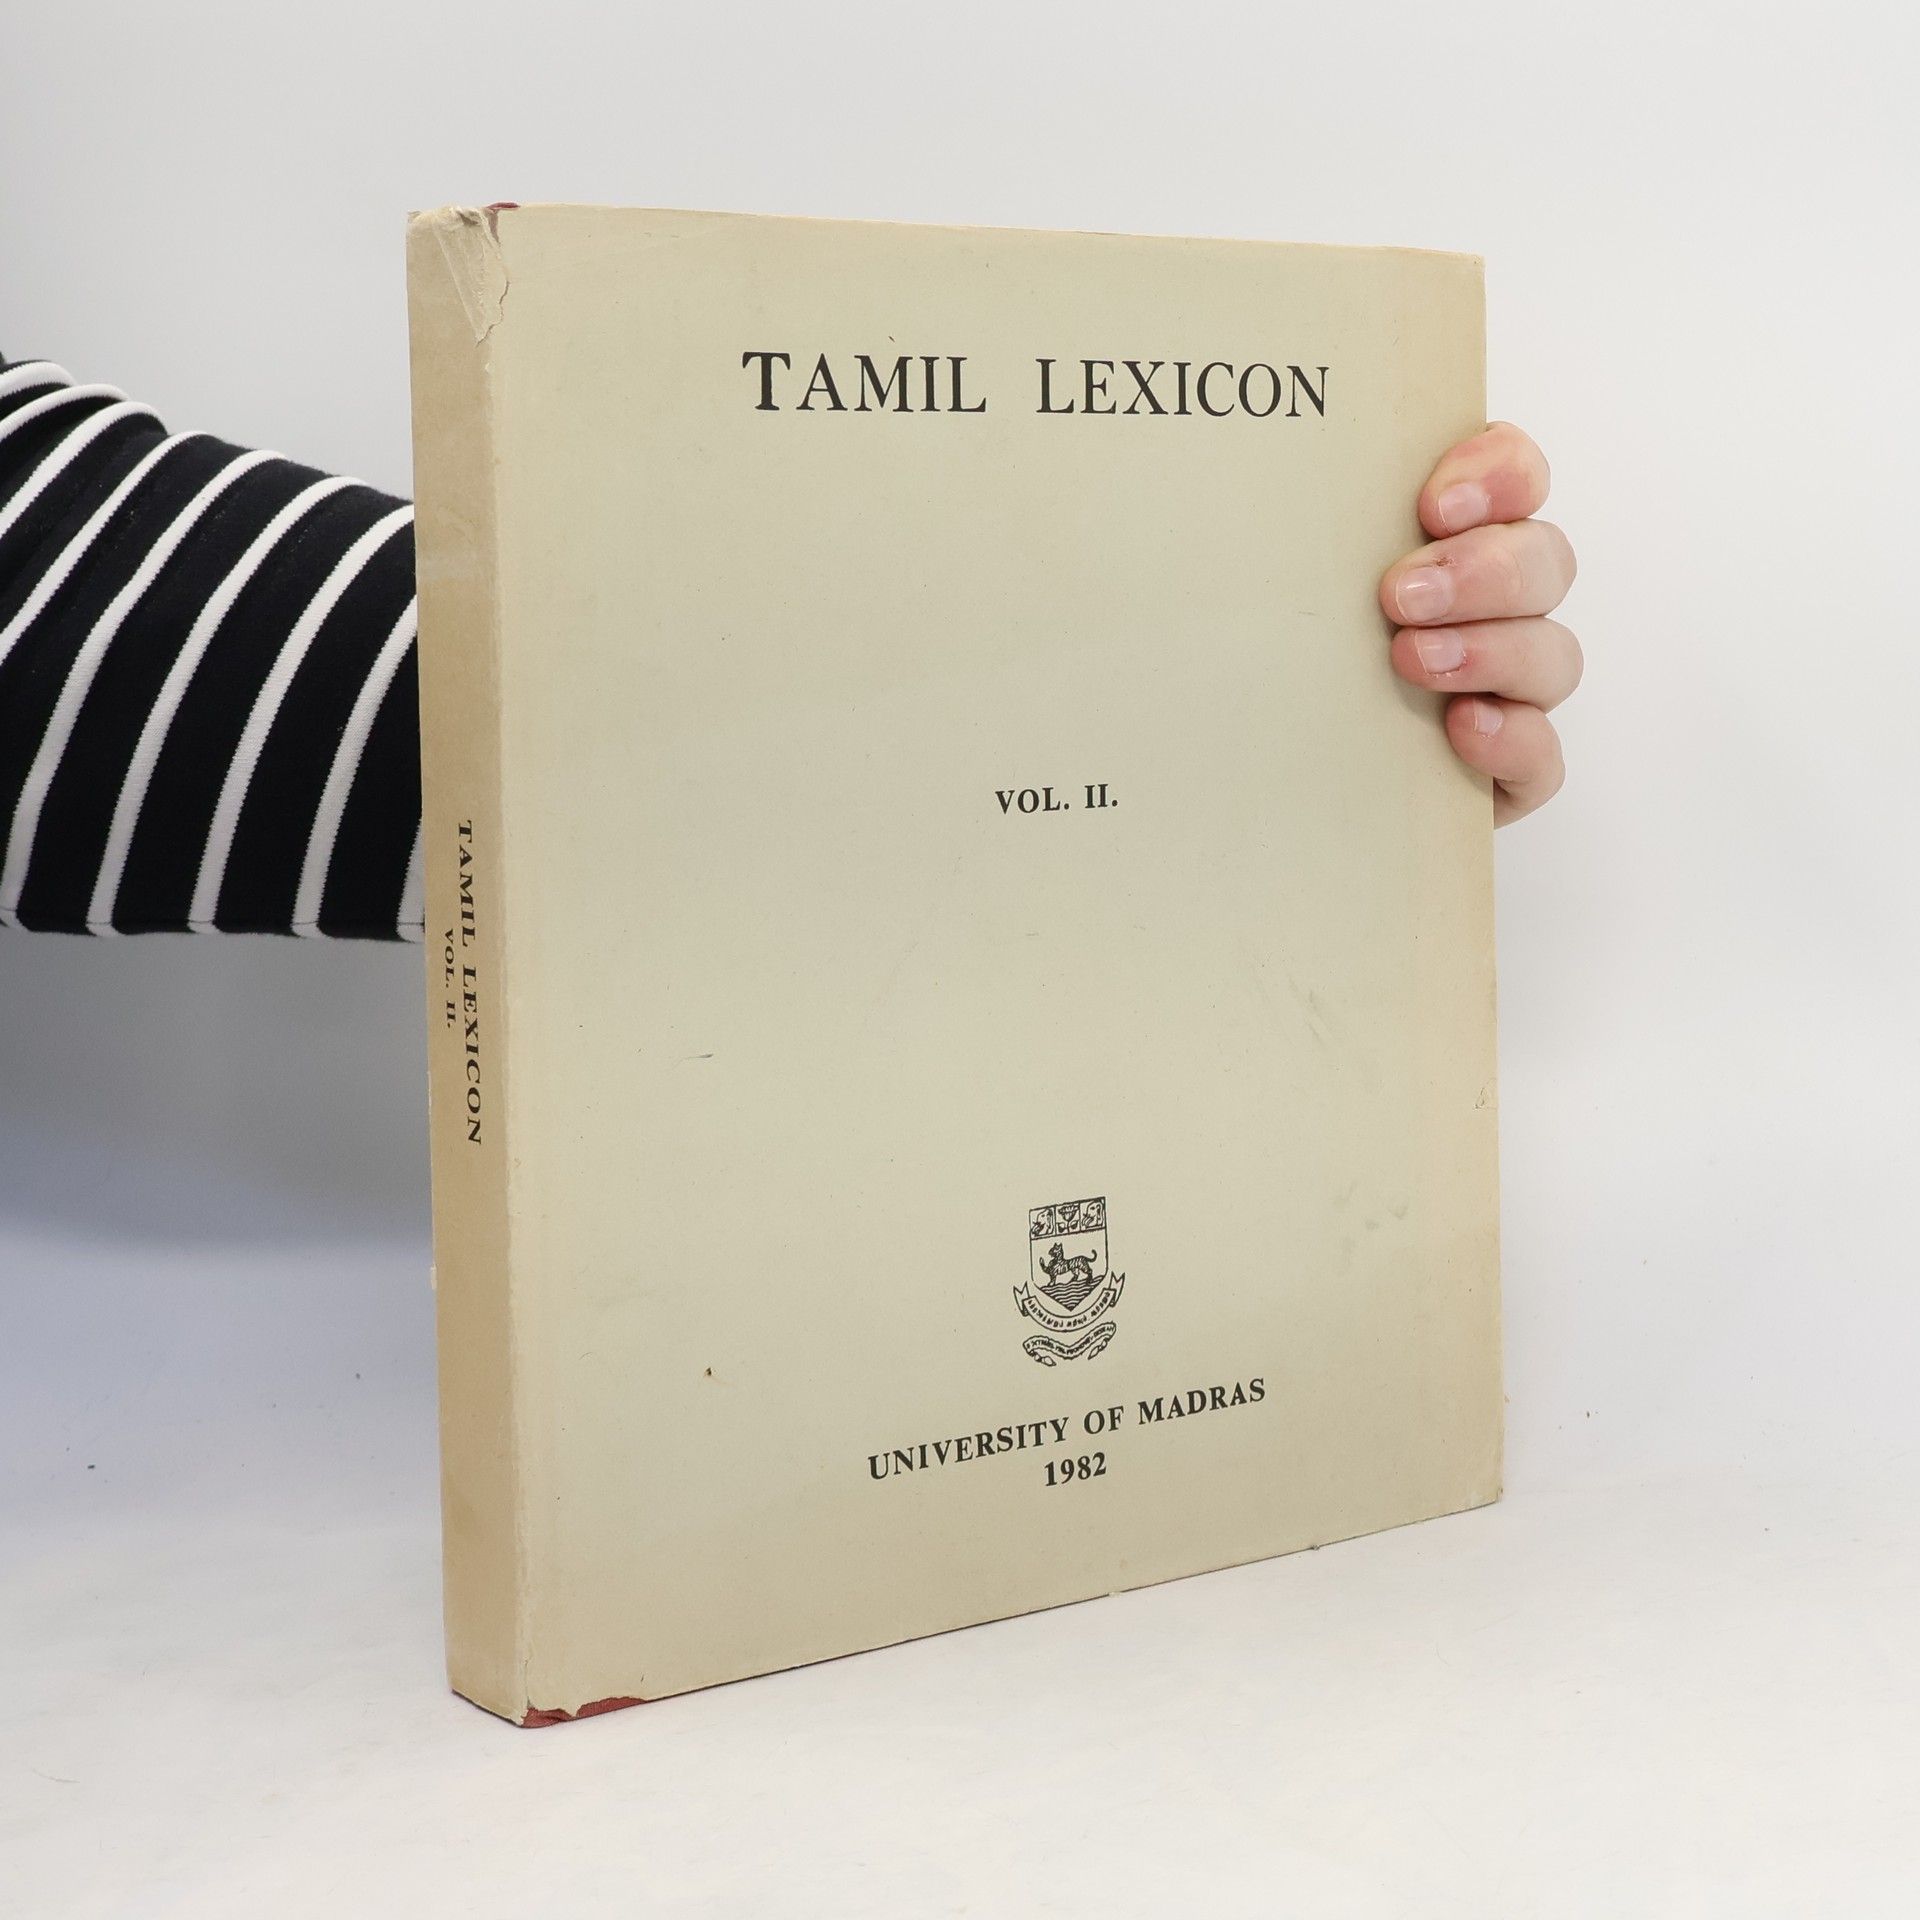 TAMIL LEXICON
VOL. II.
UNIVERSITY OF MADRAS
1982
TAMIL LEXICON
VOL. II.